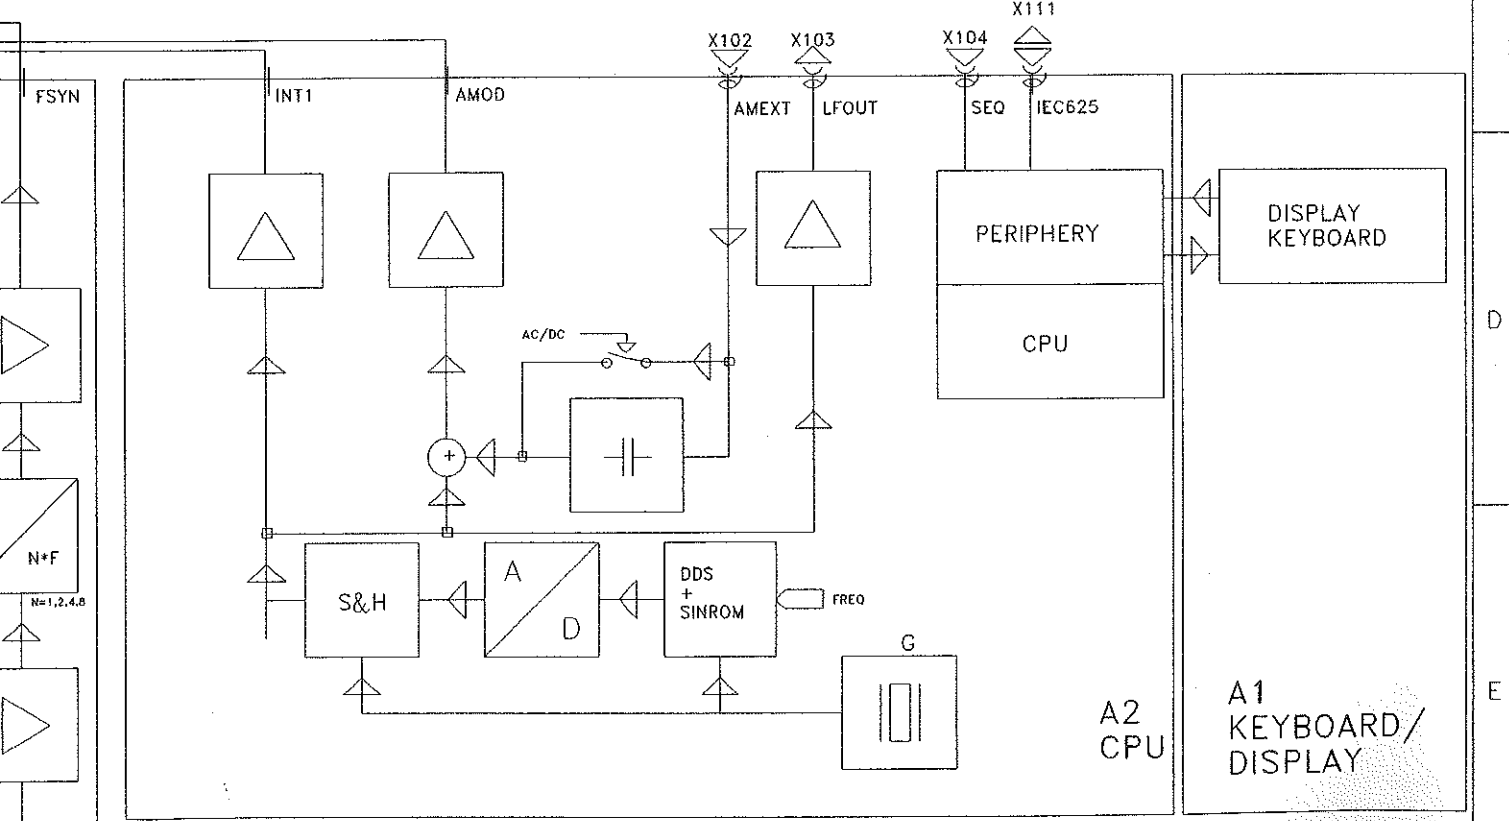 X111
X102
X103
X104
FSYN
INT1
AMOD
AMEXT
LFOUT
SEQ
IEC625
PERIPHERY
DISPLAY
KEYBOARD
D
AC/DC
CPU
+
N*F
N=1,2,4,8
S&H
A
D
DDS
+
SINROM
FREQ
G
E
A2
CPU
A1
KEYBOARD/
DISPLAY